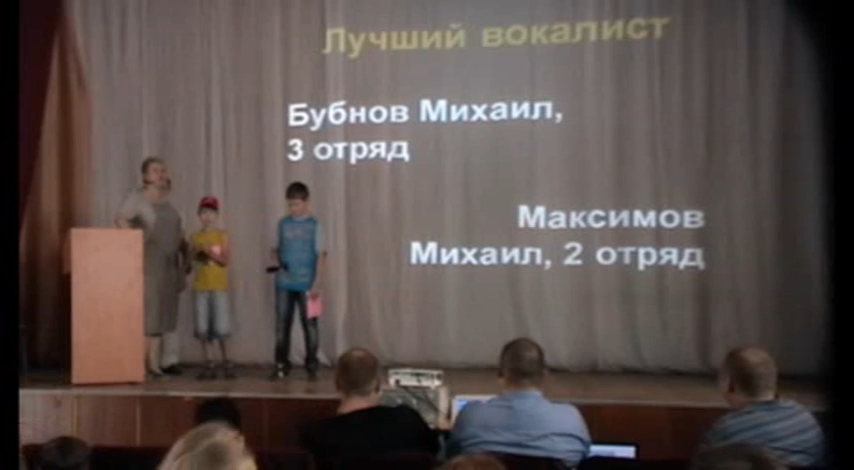 Лучший вокалист
Бубнов Михаил,
3 отряд
Максимов
Михаил, 2 отряд